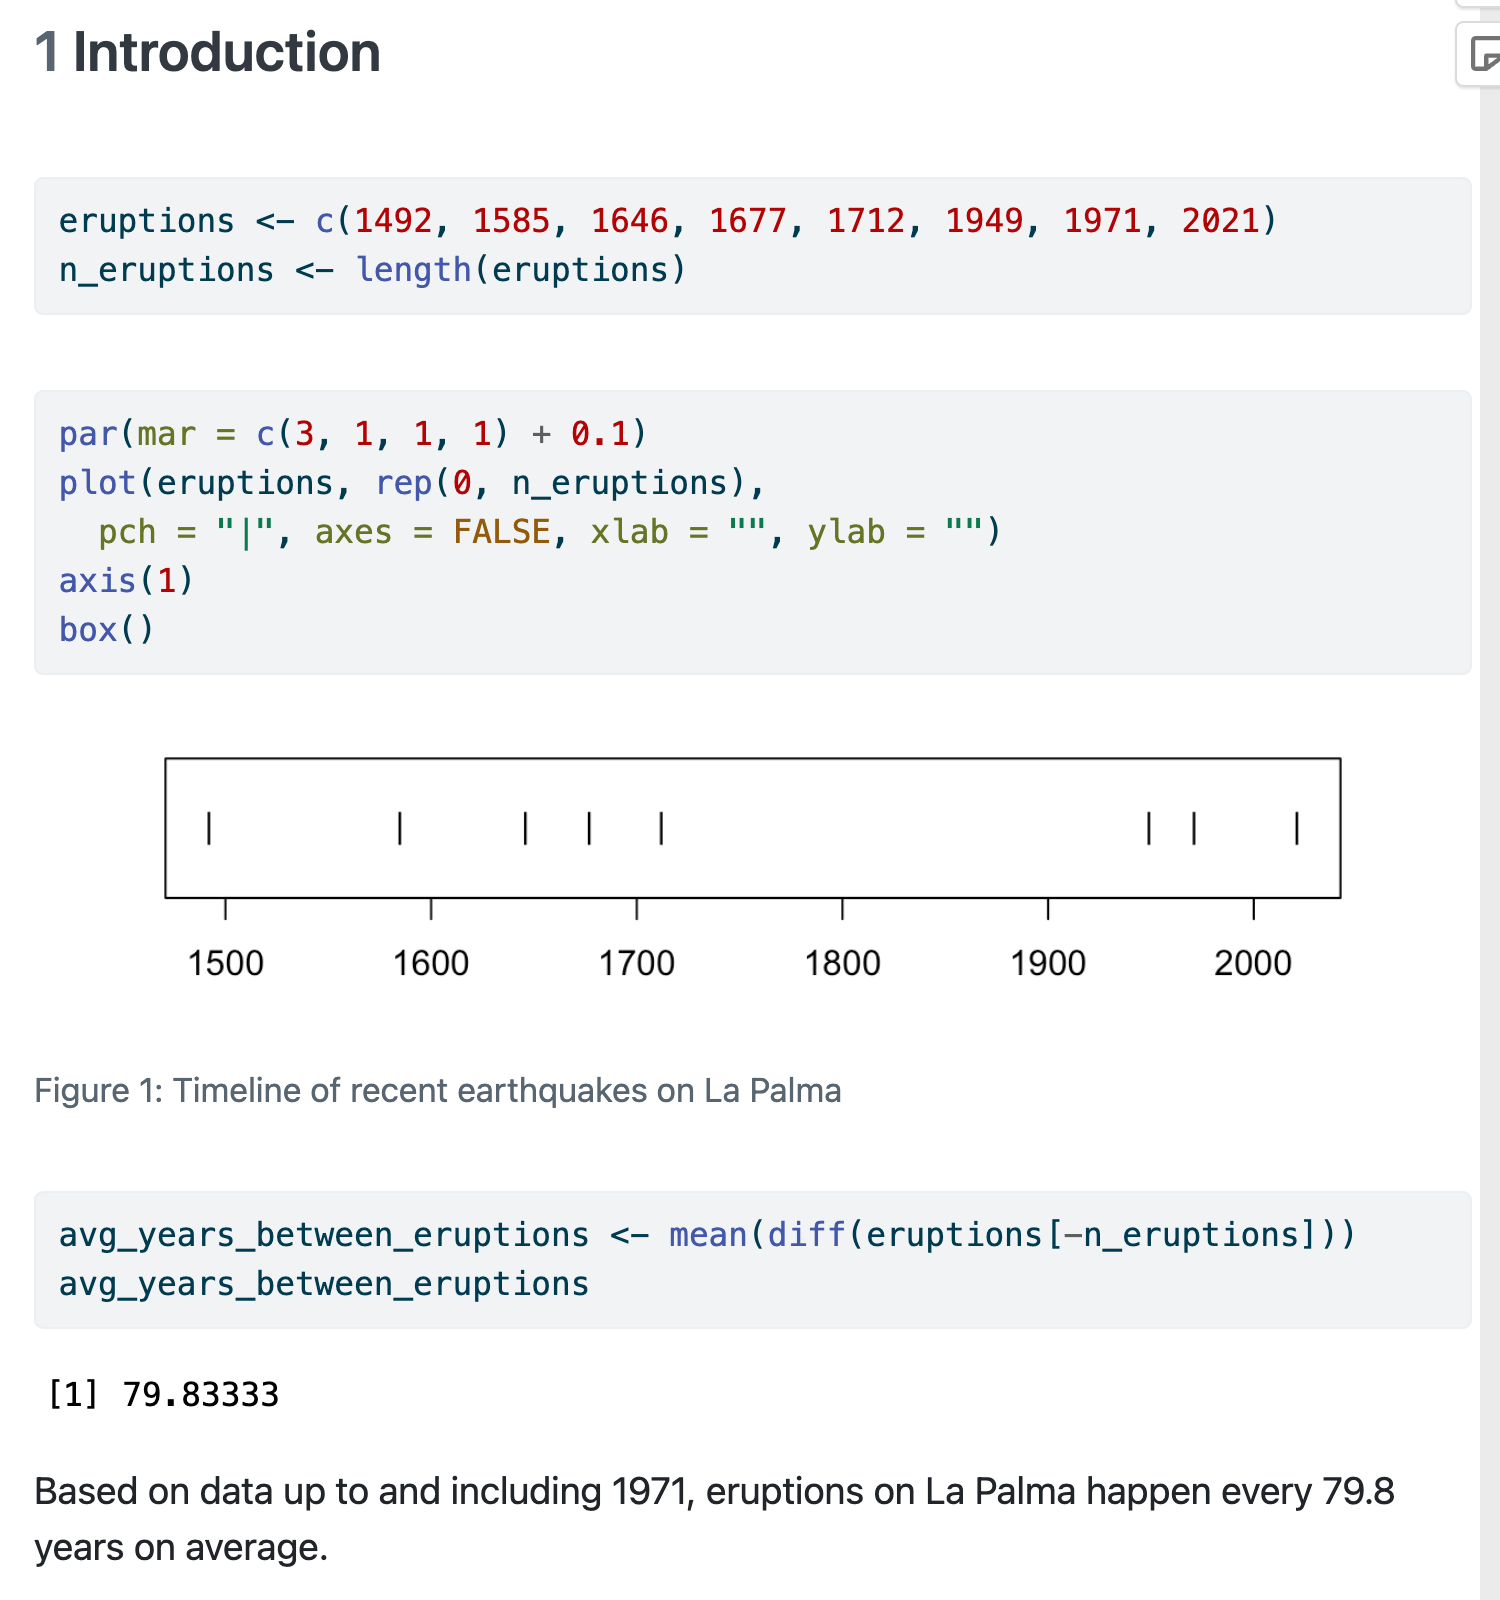 1 Introduction
eruptions <- c(1492, 1585, 1646, 1677, 1712, 1949, 1971, 2021)
n_eruptions <- length(eruptions)
par(mar = c(3, 1, 1, 1) + 0.1)
plot(eruptions, rep(0, n_eruptions),
  pch = "|", axes = FALSE, xlab = "", ylab = "")
axis(1)
box()
1500 1600 1700 1800 1900 2000
Figure 1: Timeline of recent earthquakes on La Palma
avg_years_between_eruptions <- mean(diff(eruptions[-n_eruptions]))
avg_years_between_eruptions
[1] 79.83333
Based on data up to and including 1971, eruptions on La Palma happen every 79.8
years on average.